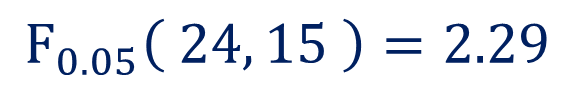 F₀.₀₅( 24, 15 ) = 2.29